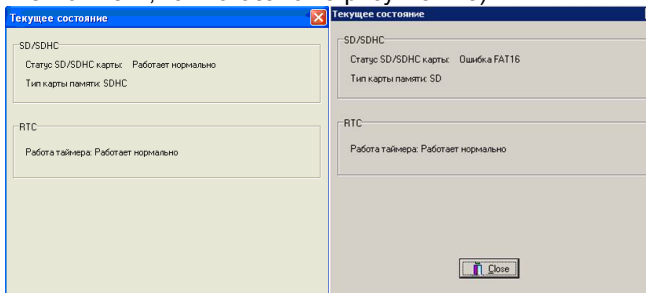 Текущее состояние
SD/SDHC
Статус SD/SDHC карты: Работает нормально
Тип карты памяти: SDHC
RTC
Работа таймера: Работает нормально
Текущее состояние
SD/SDHC
Статус SD/SDHC карты: Ошибка FAT16
Тип карты памяти: SD
RTC
Работа таймера: Работает нормально
Close